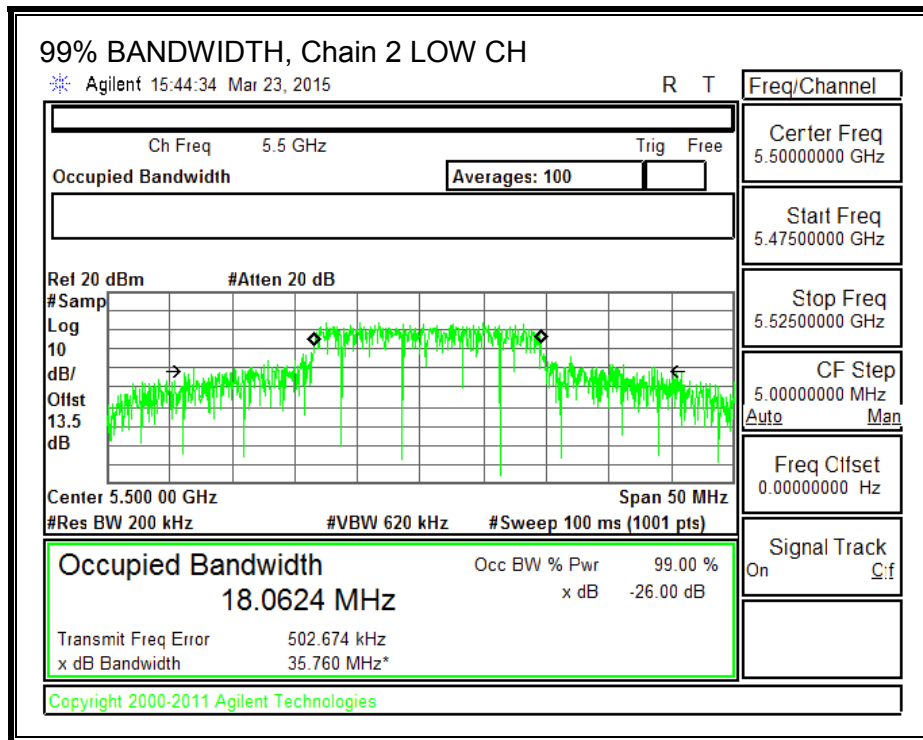 99% BANDWIDTH, Chain 2 LOW CH
Agilent 15:44:34 Mar 23, 2015 R T
Freq/Channel
Ch Freq 5.5 GHz Trig Free
Occupied Bandwidth Averages: 100
Center Freq
5.50000000 GHz
Start Freq
5.47500000 GHz
Stop Freq
5.52500000 GHz
CF Step
5.00000000 MHz
Auto Man
Freq Offset
0.00000000 Hz
Signal Track
On Off
Ref 20 dBm #Atten 20 dB
#Samp
Log
10
dB/
Offst
13.5
dB
Center 5.500 00 GHz Span 50 MHz
#Res BW 200 kHz #VBW 620 kHz #Sweep 100 ms (1001 pts)
Occupied Bandwidth Occ BW % Pwr 99.00 %
18.0624 MHz x dB -26.00 dB
Transmit Freq Error 502.674 kHz
x dB Bandwidth 35.760 MHz*
Copyright 2000-2011 Agilent Technologies